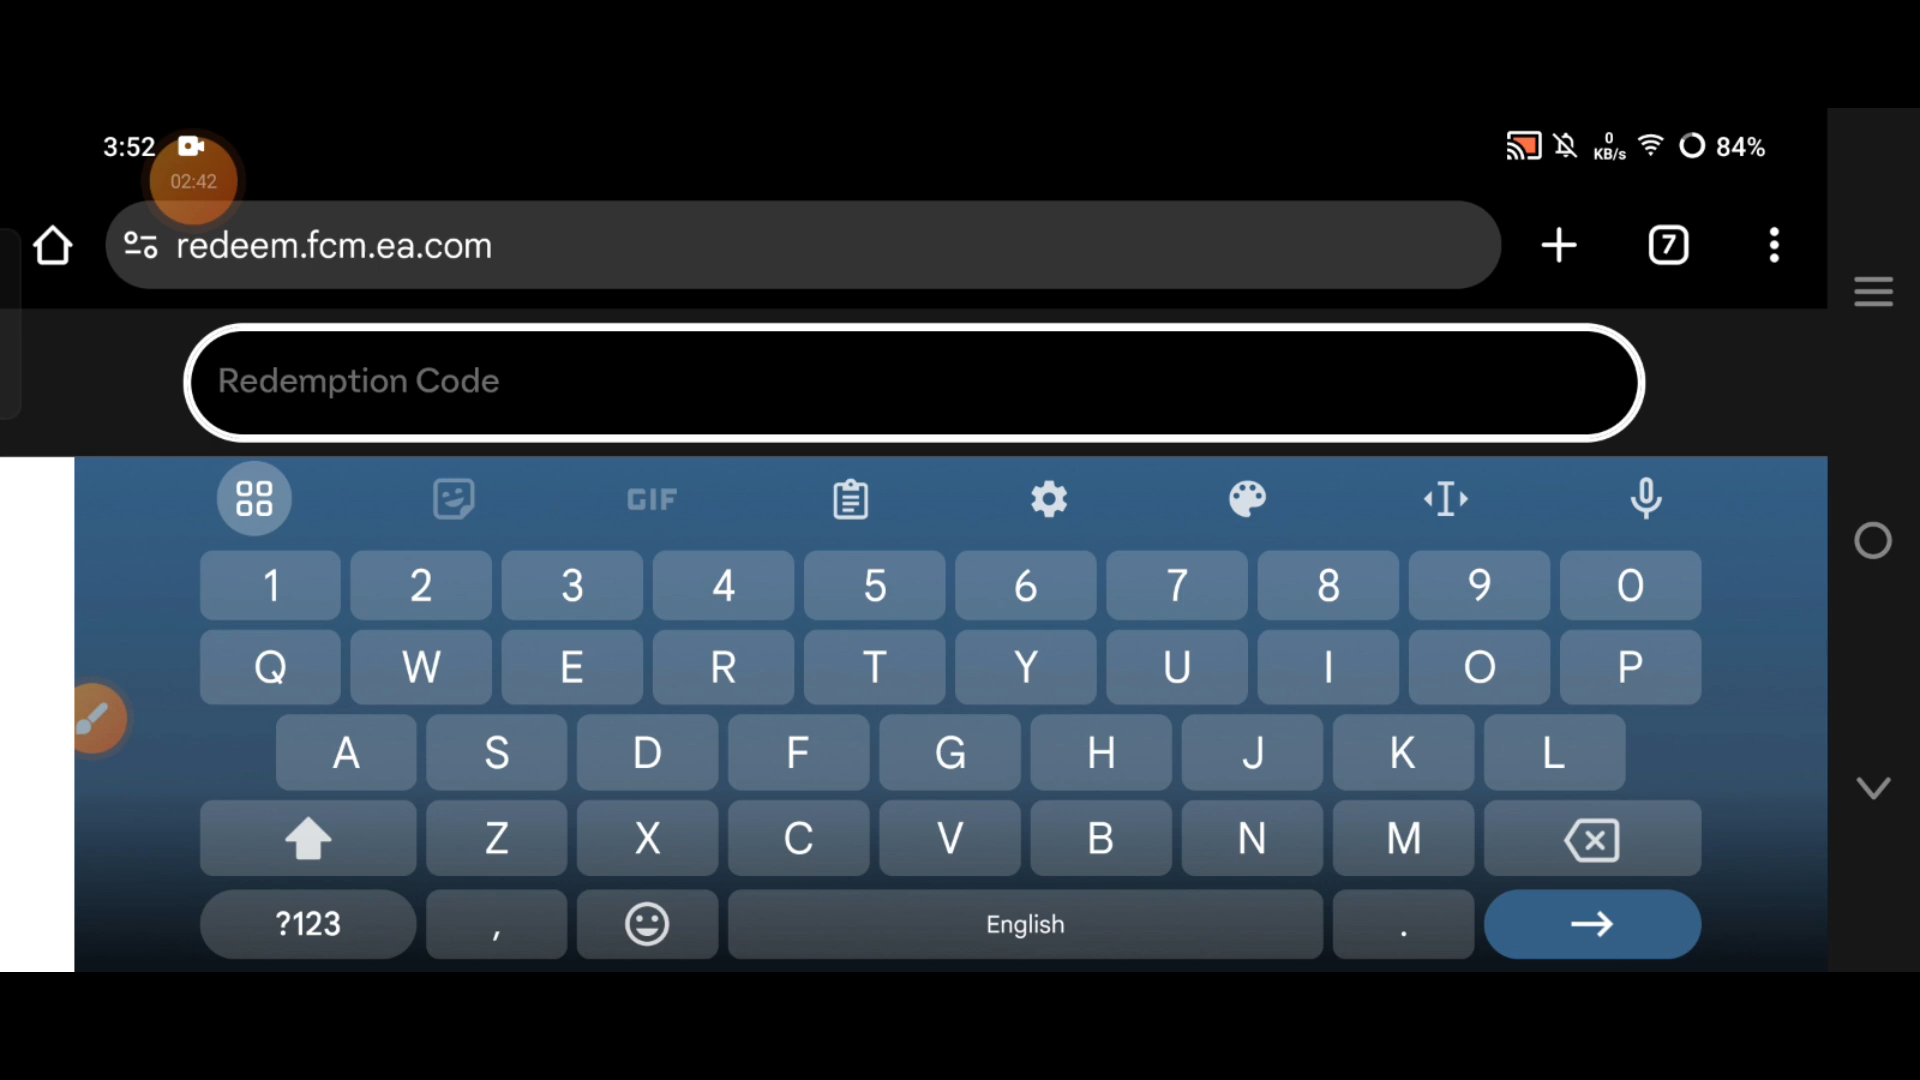 3:52
02:42
0
KB/s
84%
redeem.fcm.ea.com
7
Redemption Code
GIF
1 2 3 4 5 6 7 8 9 0
Q W E R T Y U I O P
A S D F G H J K L
Z X C V B N M
?123 , English .